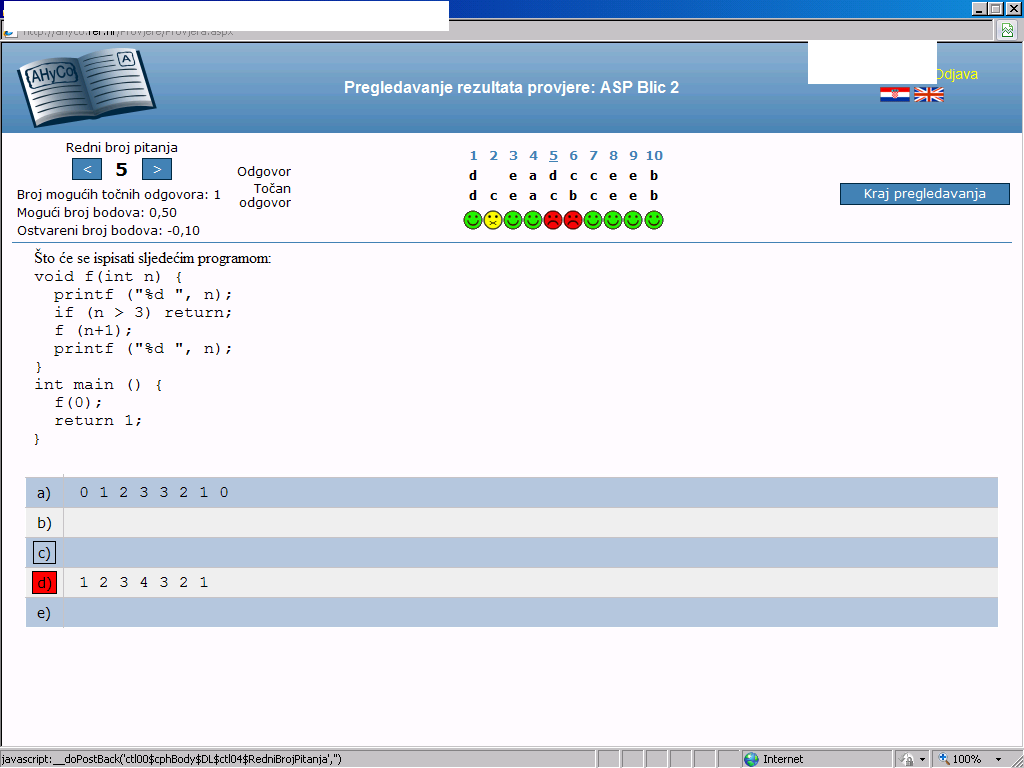 http://ahyco.fer.hr/Provjere/Provjera.aspx
AHyCo
A
Pregledavanje rezultata provjere: ASP Blic 2
Odjava
Redni broj pitanja
< 5 >
Broj mogućih točnih odgovora: 1
Mogući broj bodova: 0,50
Ostvareni broj bodova: -0,10
1 2 3 4 5 6 7 8 9 10
Odgovor d e a d c c e e b
Točan odgovor d c e a c b c e e b
Kraj pregledavanja
Što će se ispisati sljedećim programom:
void f(int n) {
  printf ("%d ", n);
  if (n > 3) return;
  f (n+1);
  printf ("%d ", n);
}
int main () {
  f(0);
  return 1;
}
a) 0 1 2 3 3 2 1 0
b)
c)
d) 1 2 3 4 3 2 1
e)
javascript:__doPostBack('ctl00$cphBody$DL$ctl04$RedniBrojPitanja','')
Internet
100%